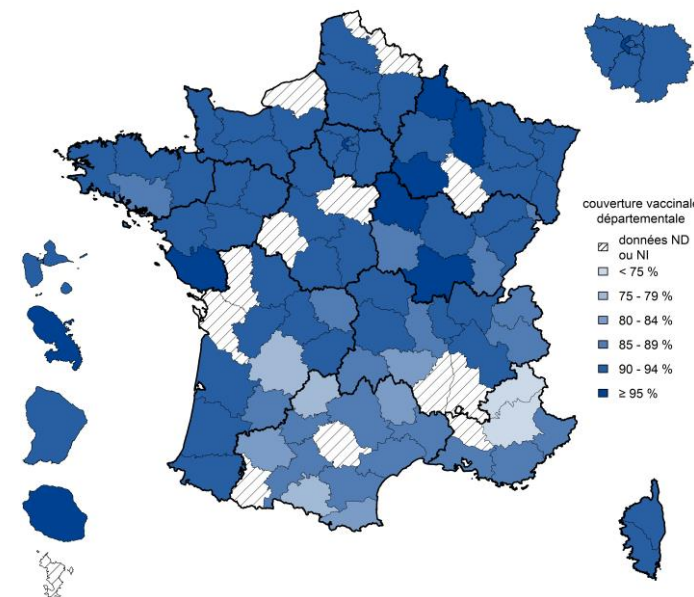 couverture vaccinale
départementale
données ND
ou NI
< 75 %
75 - 79 %
80 - 84 %
85 - 89 %
90 - 94 %
≥ 95 %